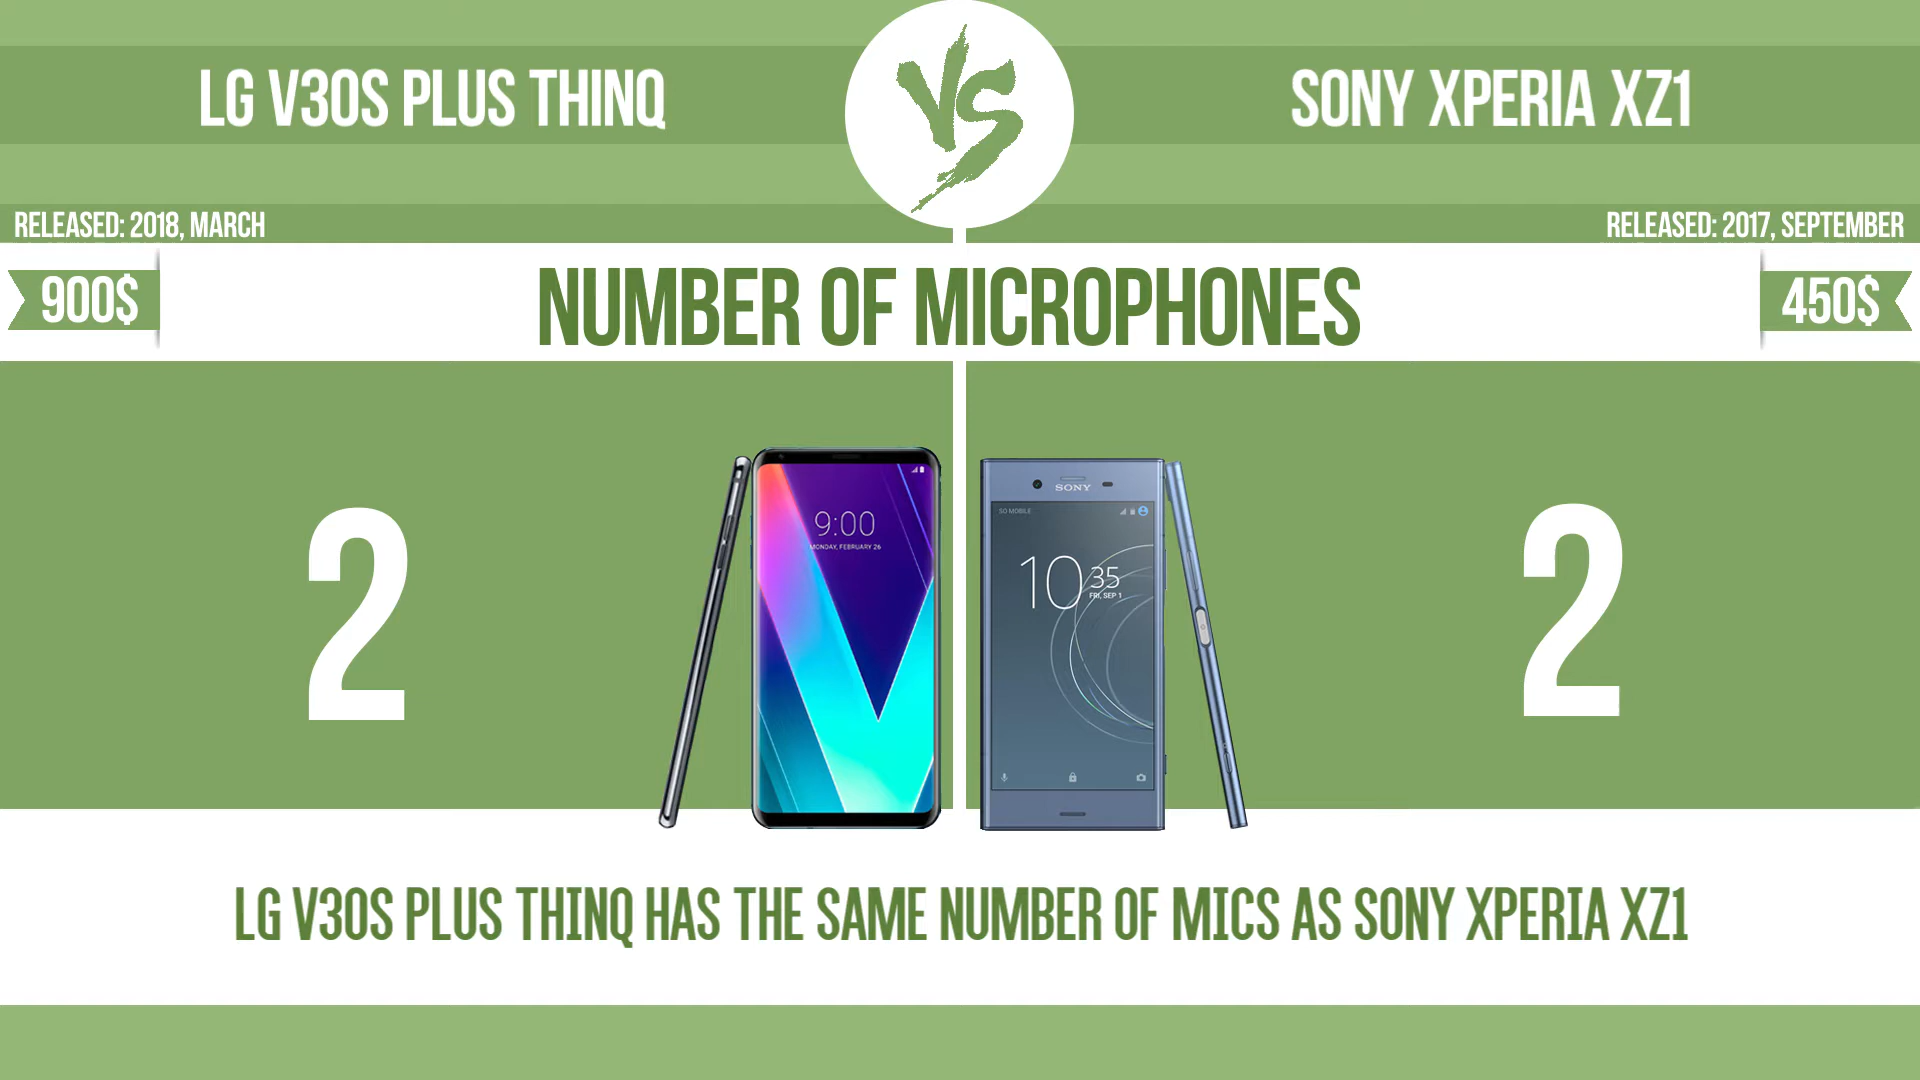 LG V30S PLUS THINQ
VS
SONY XPERIA XZ1
RELEASED: 2018, MARCH
RELEASED: 2017, SEPTEMBER
900$
NUMBER OF MICROPHONES
450$
2
9:00
MONDAY, FEBRUARY 26
SONY
SO MOBILE
10 35
FRI, SEP 1
2
LG V30S PLUS THINQ HAS THE SAME NUMBER OF MICS AS SONY XPERIA XZ1